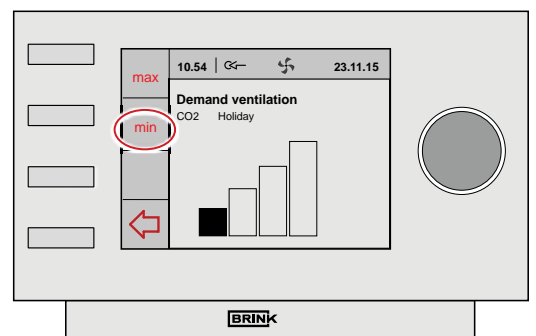 max
10.54 23.11.15
Demand ventilation
CO2 Holiday
min
BRINK